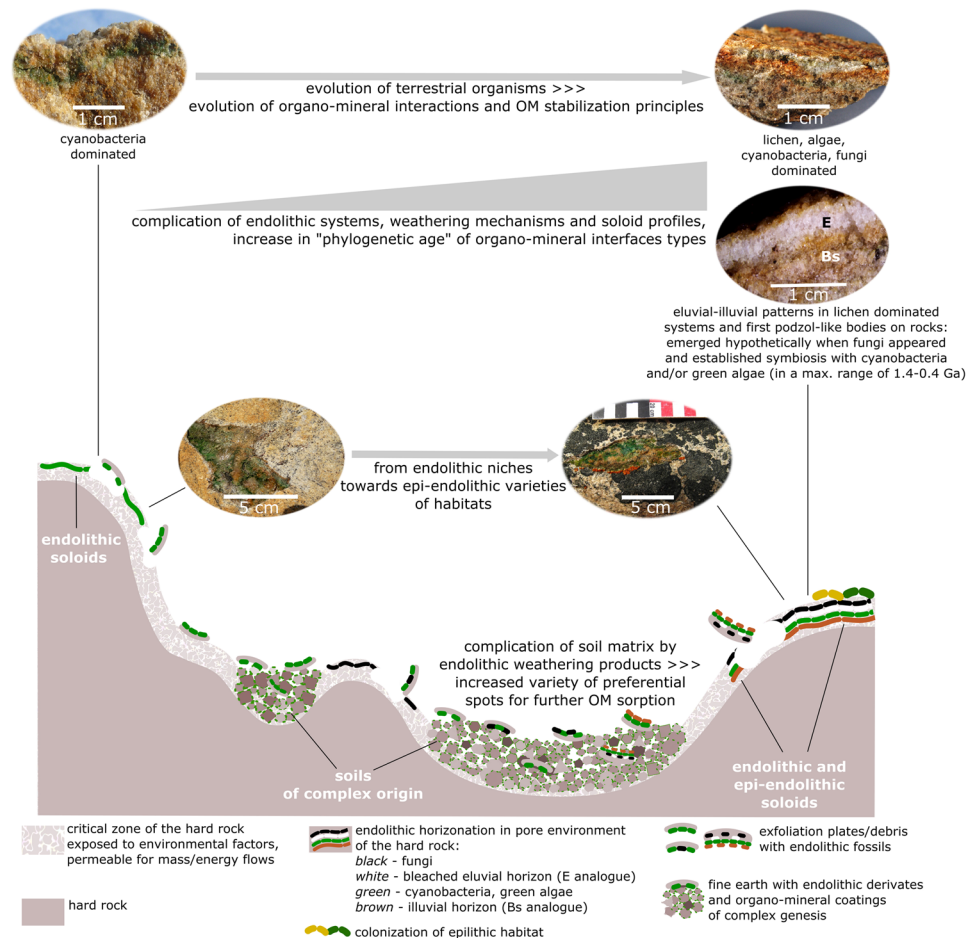 1 cm
cyanobacteria
dominated
evolution of terrestrial organisms >>>
evolution of organo-mineral interactions and OM stabilization principles
1 cm
lichen, algae,
cyanobacteria, fungi
dominated
complication of endolithic systems, weathering mechanisms and soloid profiles,
increase in "phylogenetic age" of organo-mineral interfaces types
E
Bs
1 cm
eluvial-illuvial patterns in lichen dominated
systems and first podzol-like bodies on rocks:
emerged hypothetically when fungi appeared
and established symbiosis with cyanobacteria
and/or green algae (in a max. range of 1.4-0.4 Ga)
5 cm
from endolithic niches
towards epi-endolithic varieties
of habitats
5 cm
endolithic
soloids
complication of soil matrix by
endolithic weathering products >>>
increased variety of preferential
spots for further OM sorption
soils
of complex origin
endolithic and
epi-endolithic
soloids
critical zone of the hard rock
exposed to environmental factors,
permeable for mass/energy flows
hard rock
endolithic horizonation in pore environment
of the hard rock:
black - fungi
white - bleached eluvial horizon (E analogue)
green - cyanobacteria, green algae
brown - illuvial horizon (Bs analogue)
colonization of epilithic habitat
exfoliation plates/debris
with endolithic fossils
fine earth with endolithic derivates
and organo-mineral coatings
of complex genesis